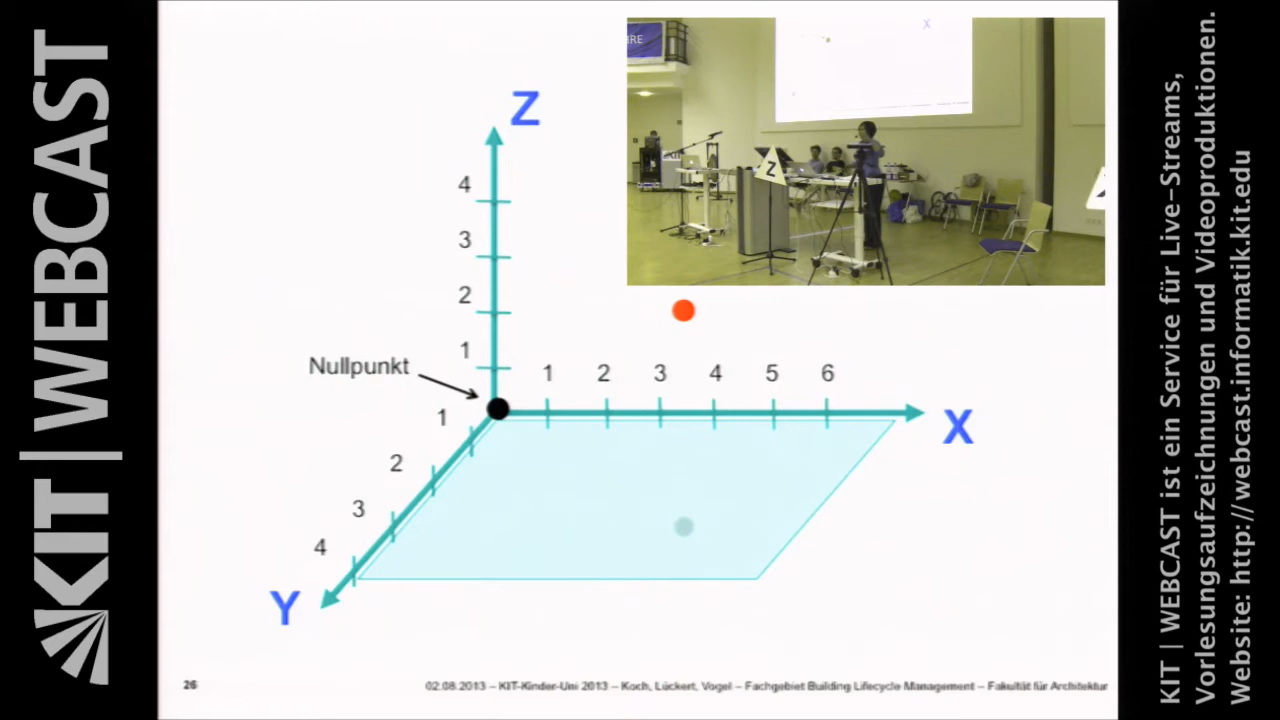 KIT | WEBCAST
Z
4
3
2
1
Nullpunkt
1 2 3 4 5 6
X
1
2
3
4
Y
26
02.08.2013 – KIT-Kinder-Uni 2013 – Koch, Lückert, Vogel – Fachgebiet Building Lifecycle Management – Fakultät für Architektur
X
Z
KIT | WEBCAST ist ein Service für Live-Streams,
Vorlesungsaufzeichnungen und Videoproduktionen.
Website: http://webcast.informatik.kit.edu